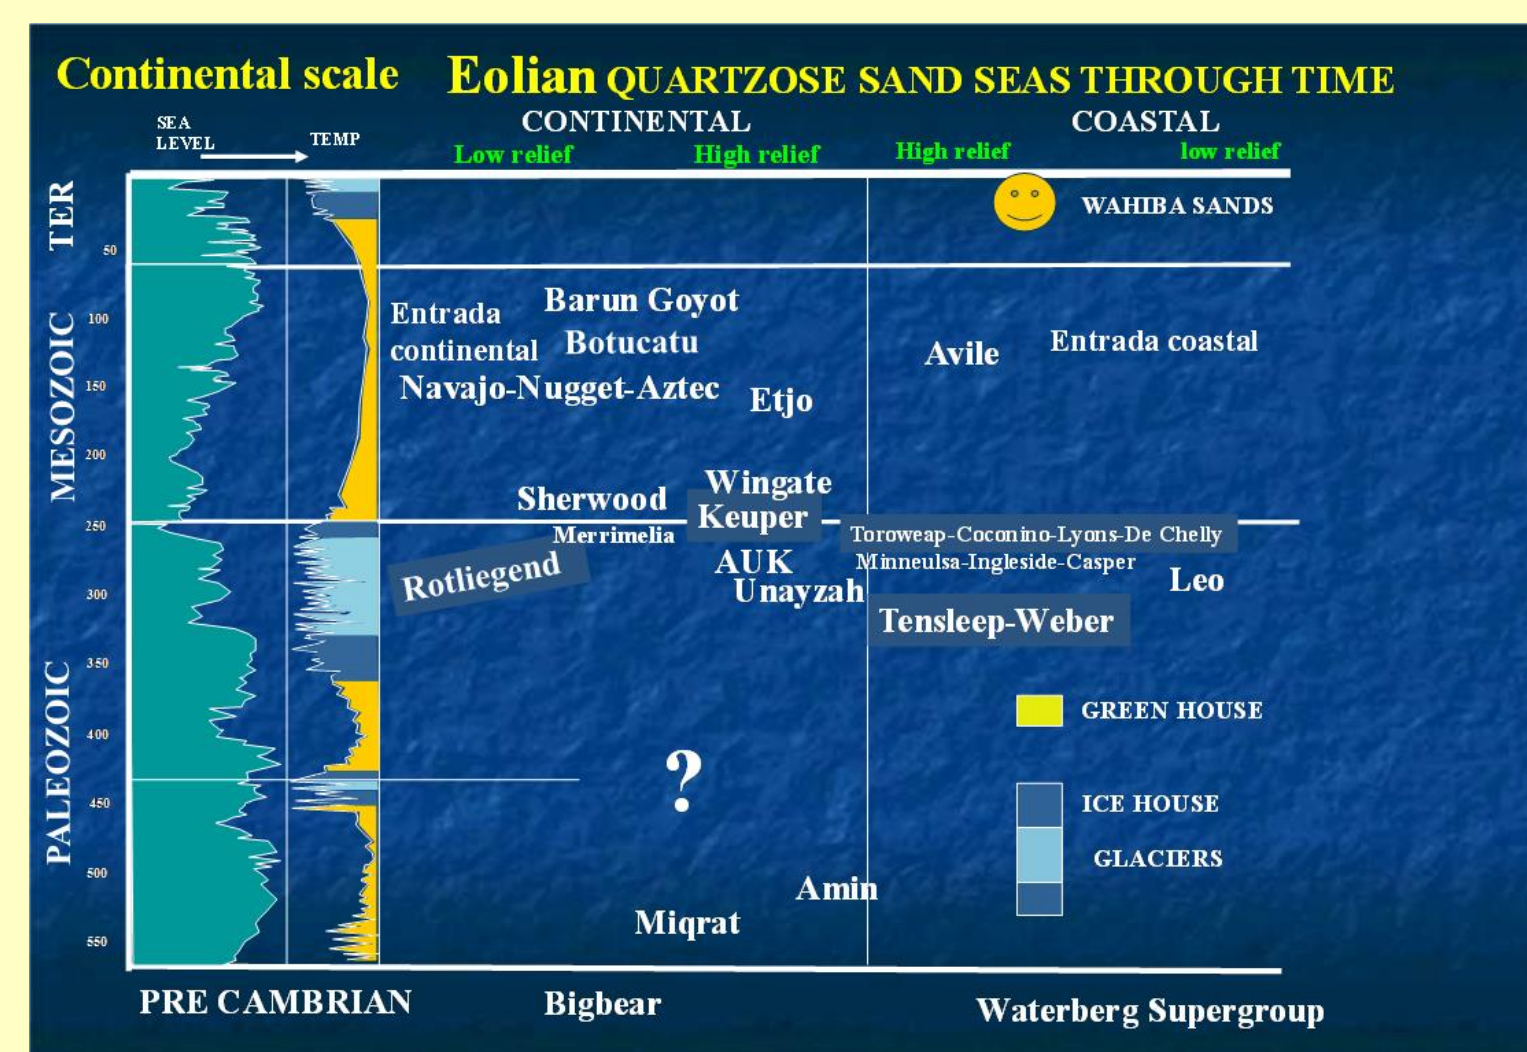 Continental scale
Eolian QUARTZOSE SAND SEAS THROUGH TIME
CONTINENTAL
COASTAL
SEA
LEVEL
TEMP
Low relief
High relief
High relief
low relief
TER
WAHIBA SANDS
50
MESOZOIC
Barun Goyot
Entrada
continental
100
Botucatu
Avile
Entrada coastal
150
Navajo-Nugget-Aztec
Etjo
200
Wingate
Sherwood
Keuper
250
Merrimelia
Toroweap-Coconino-Lyons-De Chelly
Minneulsa-Ingleside-Casper
AUK
Rotliegend
Unayzah
Leo
300
Tensleep-Weber
PALEOZOIC
350
GREEN HOUSE
400
?
450
ICE HOUSE
GLACIERS
500
Amin
Miqrat
550
PRE CAMBRIAN
Bigbear
Waterberg Supergroup